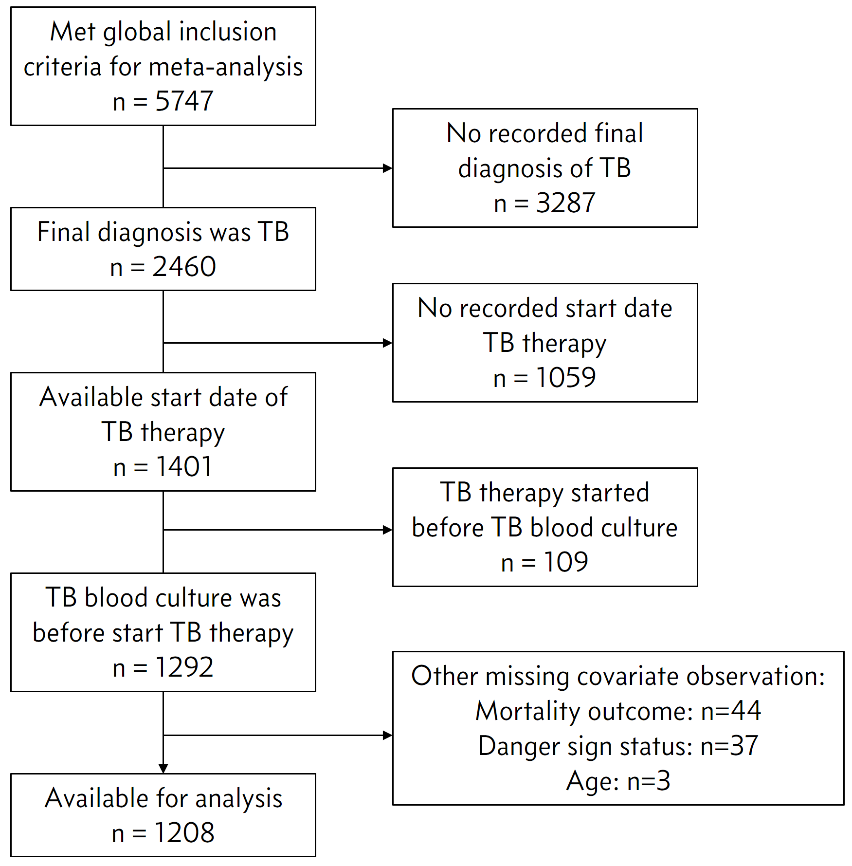 Met global inclusion
criteria for meta-analysis
n = 5747
No recorded final
diagnosis of TB
n = 3287
Final diagnosis was TB
n = 2460
No recorded start date
TB therapy
n = 1059
Available start date of
TB therapy
n = 1401
TB therapy started
before TB blood culture
n = 109
TB blood culture was
before start TB therapy
n = 1292
Other missing covariate observation:
Mortality outcome: n=44
Danger sign status: n=37
Age: n=3
Available for analysis
n = 1208